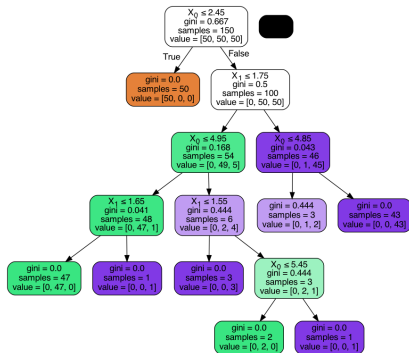 X₀ ≤ 2.45
gini = 0.667
samples = 150
value = [50, 50, 50]
True
False
gini = 0.0
samples = 50
value = [50, 0, 0]
X₁ ≤ 1.75
gini = 0.5
samples = 100
value = [0, 50, 50]
X₀ ≤ 4.95
gini = 0.168
samples = 54
value = [0, 49, 5]
X₀ ≤ 4.85
gini = 0.043
samples = 46
value = [0, 1, 45]
X₁ ≤ 1.65
gini = 0.041
samples = 48
value = [0, 47, 1]
X₁ ≤ 1.55
gini = 0.444
samples = 6
value = [0, 2, 4]
gini = 0.444
samples = 3
value = [0, 1, 2]
gini = 0.0
samples = 43
value = [0, 0, 43]
gini = 0.0
samples = 47
value = [0, 47, 0]
gini = 0.0
samples = 1
value = [0, 0, 1]
gini = 0.0
samples = 3
value = [0, 0, 3]
X₀ ≤ 5.45
gini = 0.444
samples = 3
value = [0, 2, 1]
gini = 0.0
samples = 2
value = [0, 2, 0]
gini = 0.0
samples = 1
value = [0, 0, 1]